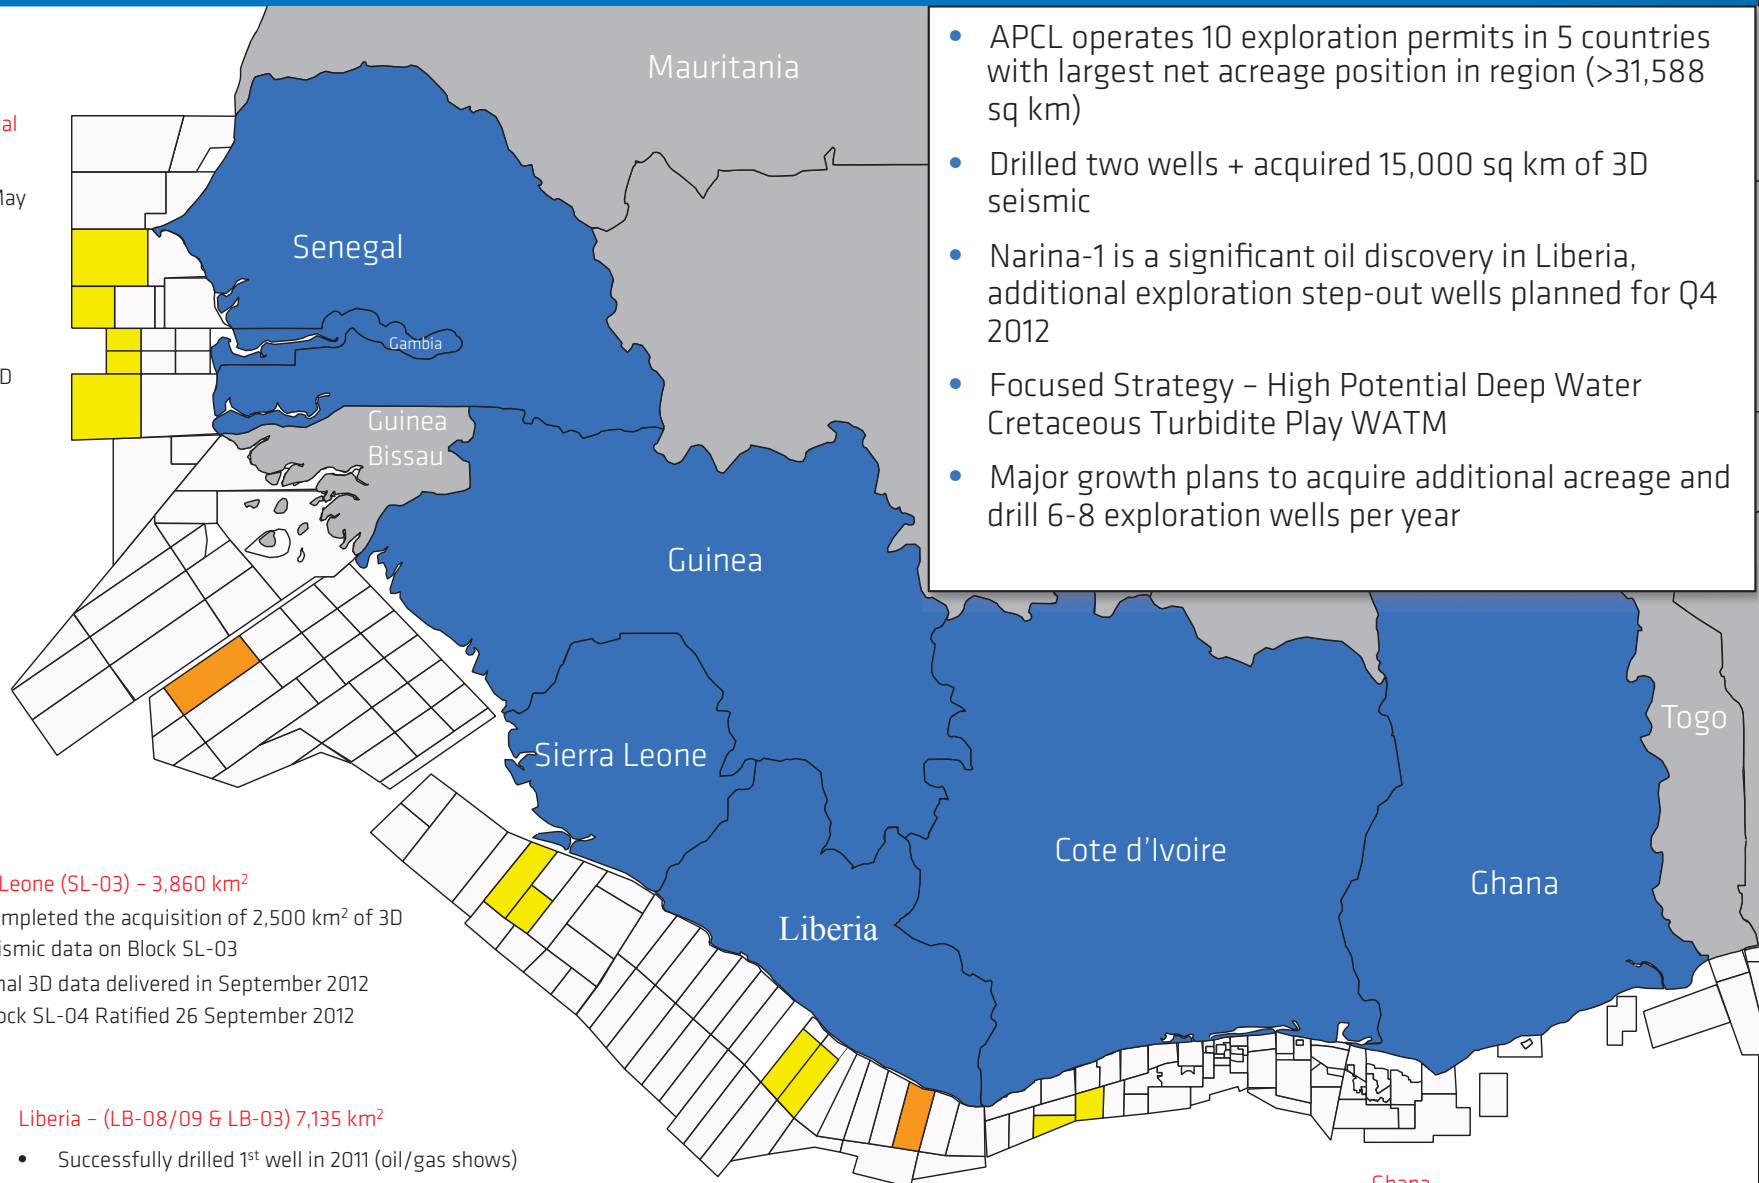 APCL operates 10 exploration permits in 5 countries
with largest net acreage position in region (>31,588
sq km)
Drilled two wells + acquired 15,000 sq km of 3D
seismic
Narina-1 is a significant oil discovery in Liberia,
additional exploration step-out wells planned for Q4
2012
Focused Strategy – High Potential Deep Water
Cretaceous Turbidite Play WATM
Major growth plans to acquire additional acreage and
drill 6-8 exploration wells per year
Mauritania
al
May
Senegal
Gambia
D
Guinea
Bissau
Guinea
Togo
Sierra Leone
Cote d'Ivoire
Ghana
Liberia
Leone (SL-03) – 3,860 km²
mpleted the acquisition of 2,500 km² of 3D
ismic data on Block SL-03
nal 3D data delivered in September 2012
ock SL-04 Ratified 26 September 2012
Liberia – (LB-08/09 & LB-03) 7,135 km²
• Successfully drilled 1st well in 2011 (oil/gas shows)
Ghana